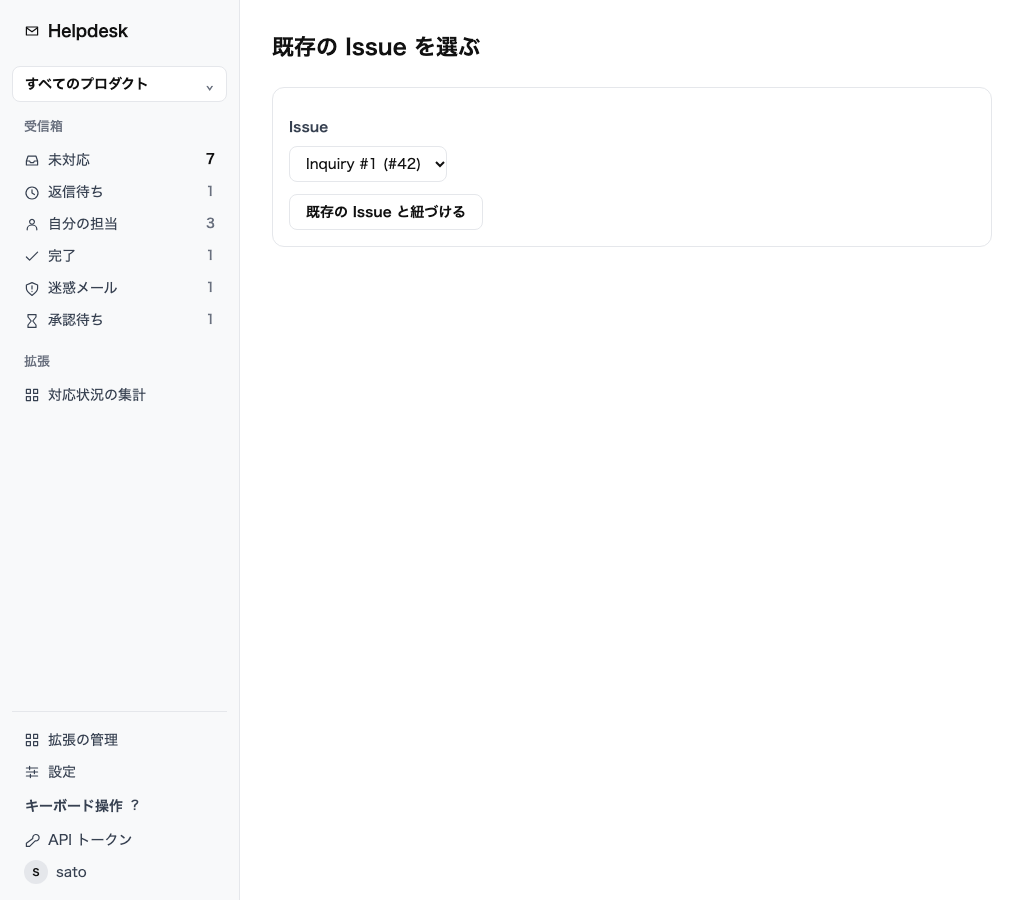 Helpdesk
すべてのプロダクト
受信箱
未対応 7
返信待ち 1
自分の担当 3
完了 1
迷惑メール 1
承認待ち 1
拡張
対応状況の集計
拡張の管理
設定
キーボード操作 ?
API トークン
S sato
既存の Issue を選ぶ
Issue
Inquiry #1 (#42)
既存の Issue と紐づける